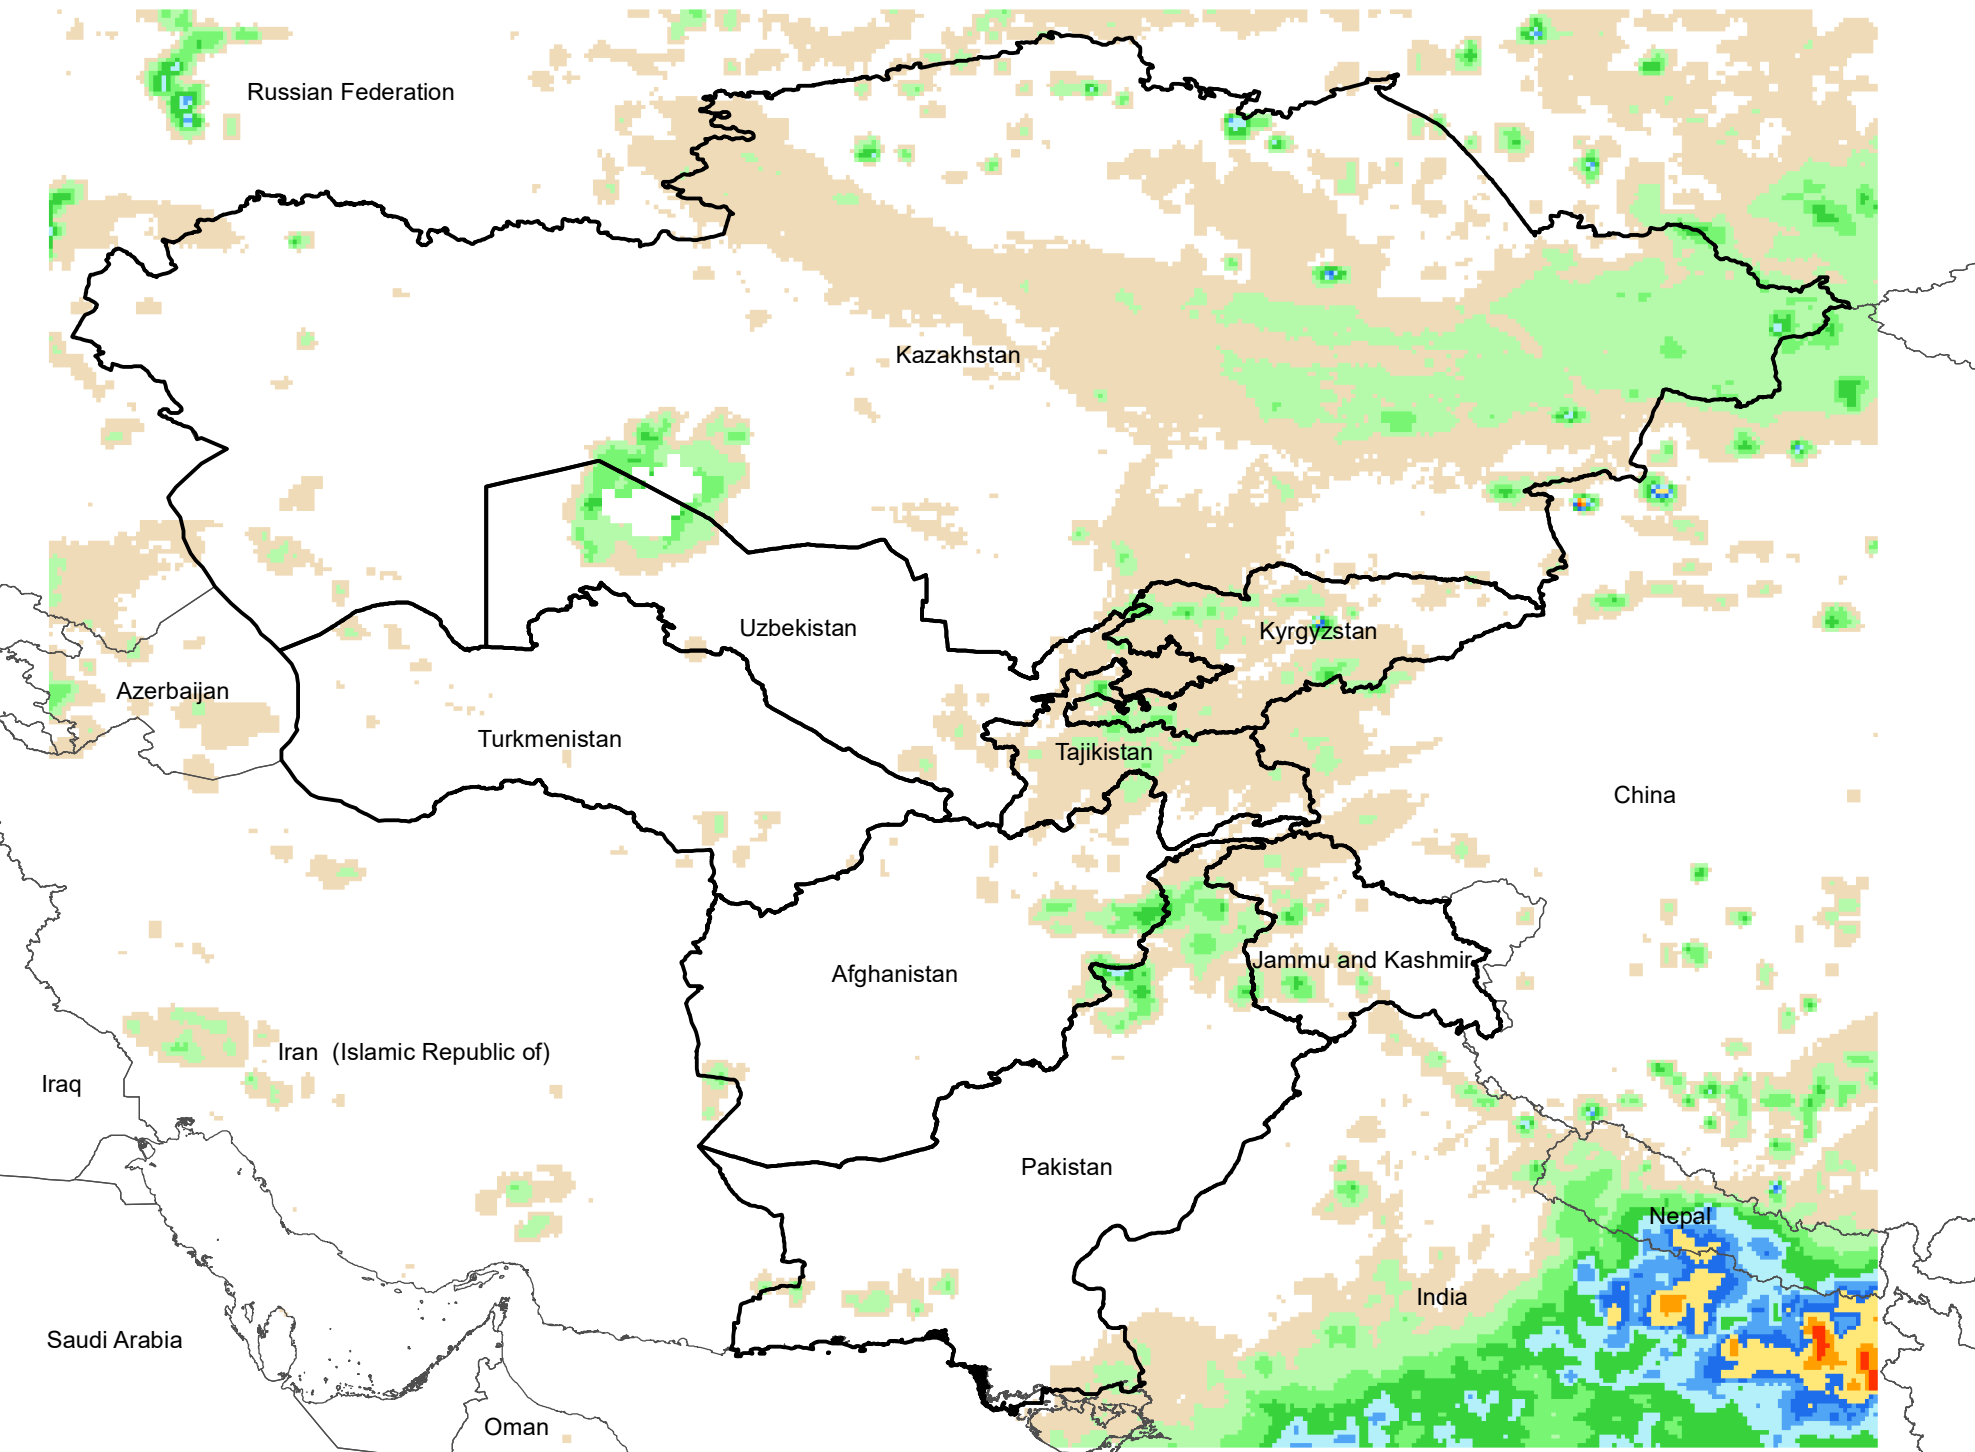 Russian Federation
Kazakhstan
Uzbekistan
Kyrgyzstan
Azerbaijan
Turkmenistan
Tajikistan
China
Afghanistan
Jammu and Kashmir
Iran  (Islamic Republic of)
Iraq
Pakistan
Nepal
India
Saudi Arabia
Oman